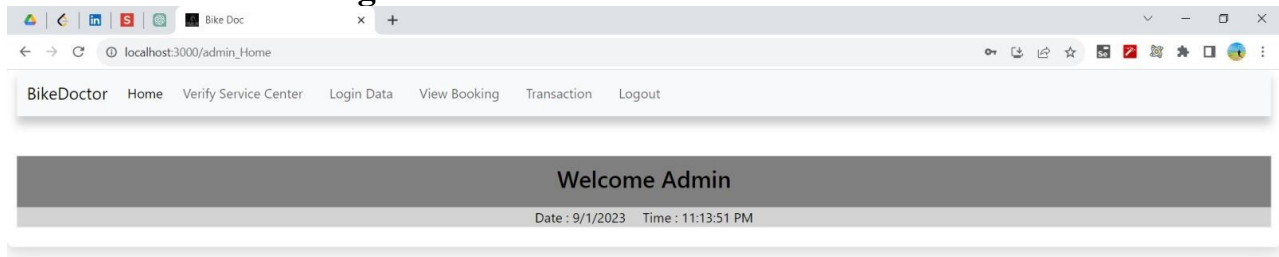 Bike Doc
localhost:3000/admin_Home
BikeDoctor Home Verify Service Center Login Data View Booking Transaction Logout
Welcome Admin
Date : 9/1/2023 Time : 11:13:51 PM